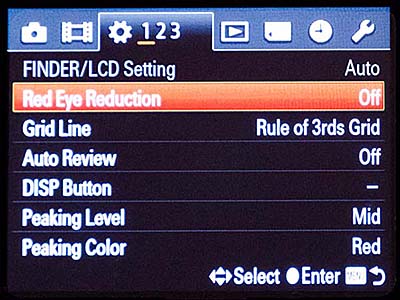 1 2 3
FINDER/LCD Setting Auto
Red Eye Reduction Off
Grid Line Rule of 3rds Grid
Auto Review Off
DISP Button –
Peaking Level Mid
Peaking Color Red
Select Enter MENU